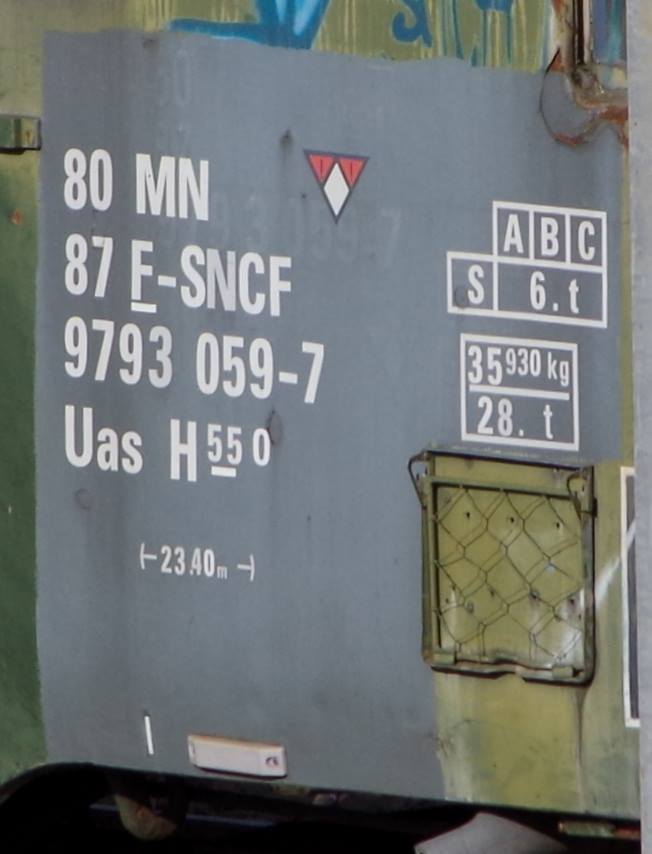 80 MN
87 F-SNCF
9793 059-7
Uas H 55 0
(-23.40m-)
A B C
S 6. t
35 930 kg
28. t